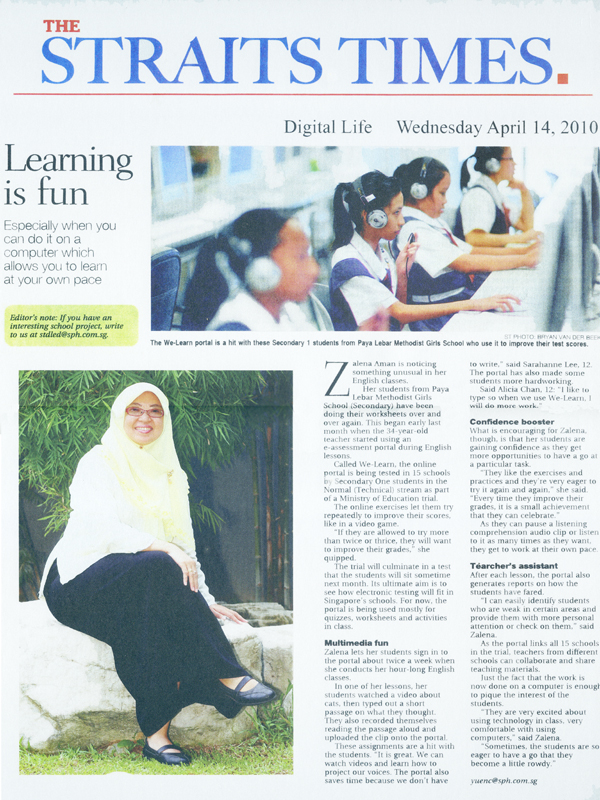 THE
STRAITS TIMES.
Digital Life Wednesday April 14, 2010
Learning
is fun
Especially when you
can do it on a
computer which
allows you to learn
at your own pace
Editor's note: If you have an
interesting school project, write
to us at stdled@sph.com.sg.
ST PHOTO: BRYAN VAN DER BEEK
The We-Learn portal is a hit with these Secondary 1 students from Paya Lebar Methodist Girls School who use it to improve their test scores.
Zalena Aman is noticing
something unusual in her
English classes.
Her students from Paya
Lebar Methodist Girls
School (Secondary) have been
doing their worksheets over and
over again. This began early last
month when the 34-year-old
teacher started using an
e-assessment portal during English
lessons.
Called We-Learn, the online
portal is being tested in 15 schools
by Secondary One students in the
Normal (Technical) stream as part
of a Ministry of Education trial.
The online exercises let them try
repeatedly to improve their scores,
like in a video game.
"If they are allowed to try more
than twice or thrice, they will want
to improve their grades," she
quipped.
The trial will culminate in a test
that the students will sit sometime
next month. Its ultimate aim is to
see how electronic testing will fit in
Singapore's schools. For now, the
portal is being used mostly for
quizzes, worksheets and activities
in class.
Multimedia fun
Zalena lets her students sign in to
the portal about twice a week when
she conducts her hour-long English
classes.
In one of her lessons, her
students watched a video about
cats, then typed out a short
passage on what they thought.
They also recorded themselves
reading the passage aloud and
uploaded the clip onto the portal.
These assignments are a hit with
the students. "It is great. We can
watch videos and learn how to
project our voices. The portal also
saves time because we don't have
to write," said Sarahanne Lee, 12.
The portal has also made some
students more hardworking.
Said Alicia Chan, 12: "I like to
type so when we use We-Learn, I
will do more work."
Confidence booster
What is encouraging for Zalena,
though, is that her students are
gaining confidence as they get
more opportunities to have a go at
a particular task.
"They like the exercises and
practices and they're very eager to
try it again and again," she said.
"Every time they improve their
grades, it is a small achievement
that they can celebrate."
As they can pause a listening
comprehension audio clip or listen
to it as many times as they want,
they get to work at their own pace.
Téarcher's assistant
After each lesson, the portal also
generates reports on how the
students have fared.
"I can easily identify students
who are weak in certain areas and
provide them with more personal
attention or check on them," said
Zalena.
As the portal links all 15 schools
in the trial, teachers from different
schools can collaborate and share
teaching materials.
Just the fact that the work is
now done on a computer is enough
to pique the interest of the
students.
"They are very excited about
using technology in class, very
comfortable with using
computers," said Zalena.
"Sometimes, the students are so
eager to have a go that they
become a little rowdy."
yuenc@sph.com.sg